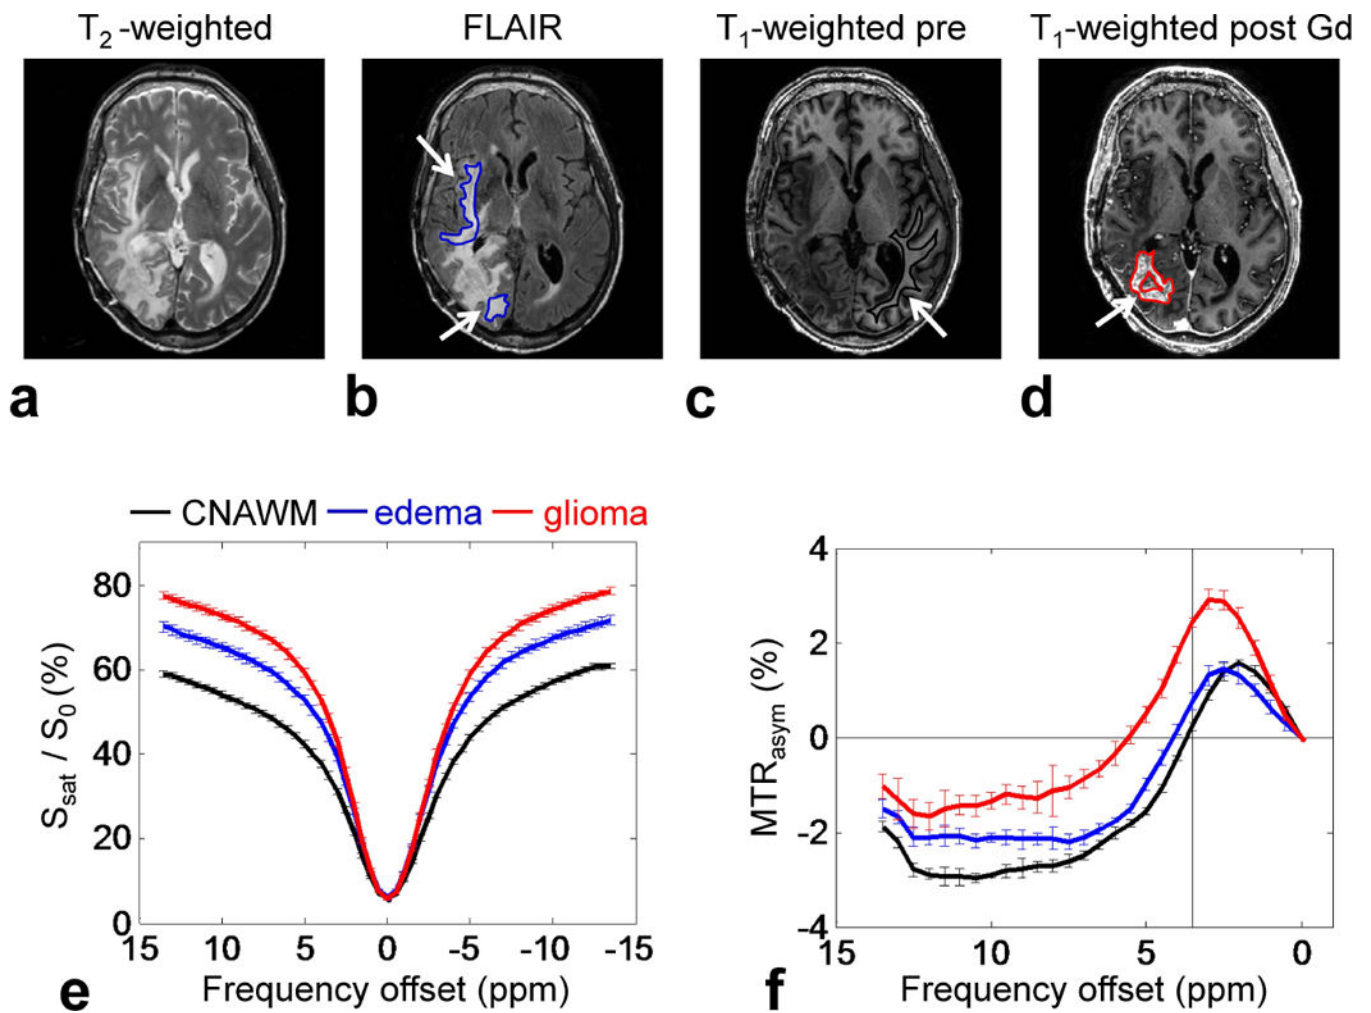 T2 -weighted
FLAIR
T1-weighted pre
T1-weighted post Gd
a
b
c
d
CNAWM edema glioma
80
60
40
20
0
15 10 5 0 -5 -10 -15
Ssat / S0 (%)
Frequency offset (ppm)
e
4
2
0
-2
-4
15 10 5 0
MTRasym (%)
Frequency offset (ppm)
f